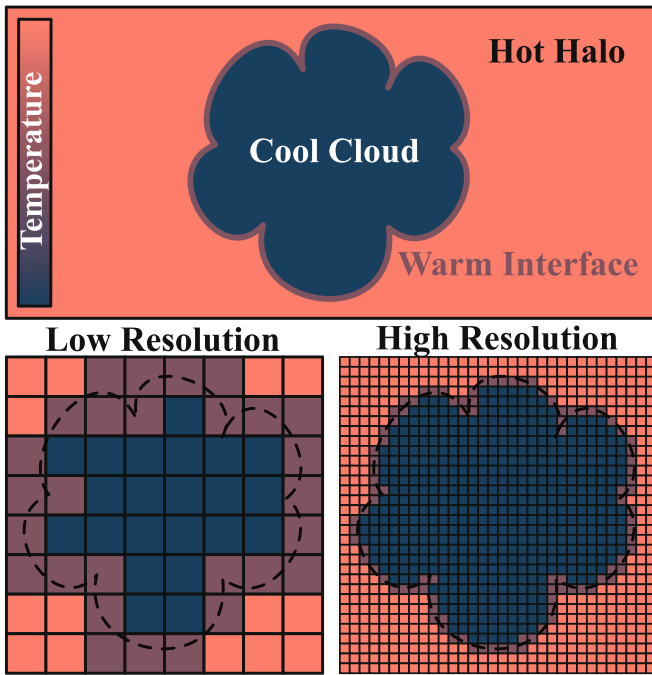 Temperature
Hot Halo
Cool Cloud
Warm Interface
Low Resolution
High Resolution